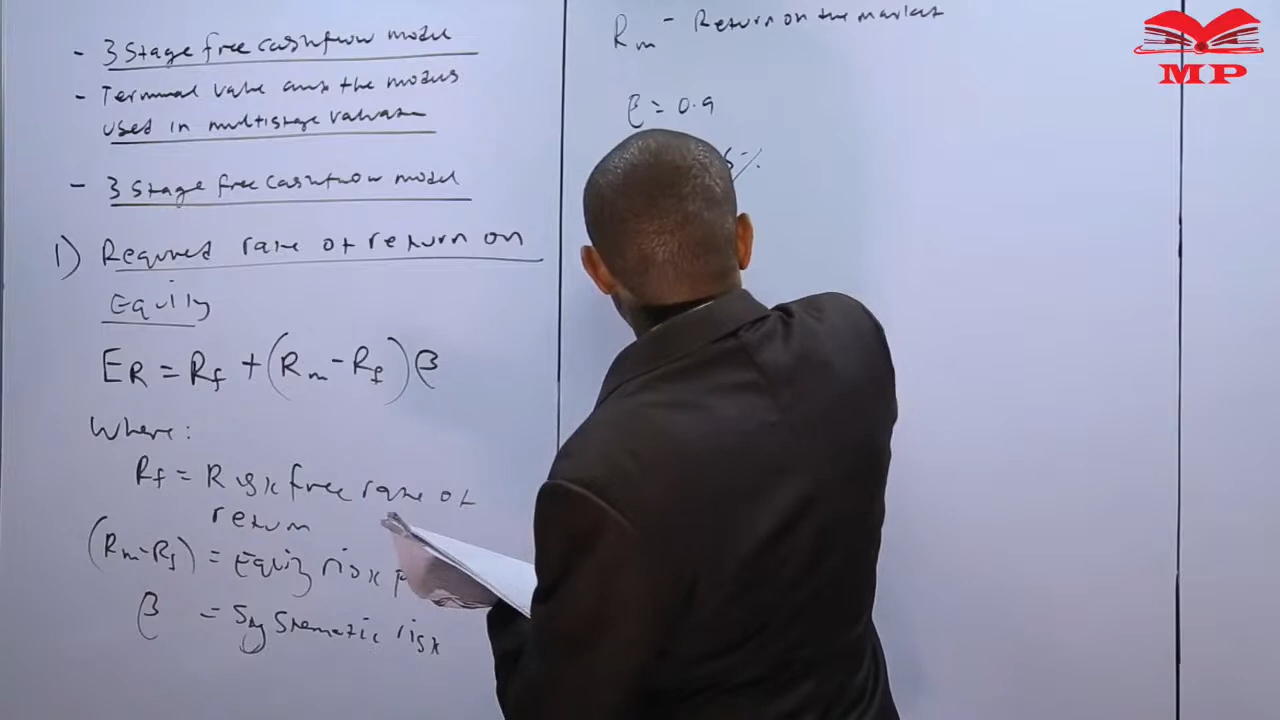 - 3 Stage free cashflow model
- Terminal value and the modus
used in multistage valuation
- 3 Stage free cashflow model
1) Required rate of return on
Equity
ER = Rf + (Rm - Rf) β
Where:
Rf = Risk free rate of
return
(Rm - Rf) = Equity risk p
β = Systematic risk
Rm - Return on the market
β = 0.9
5%
MP